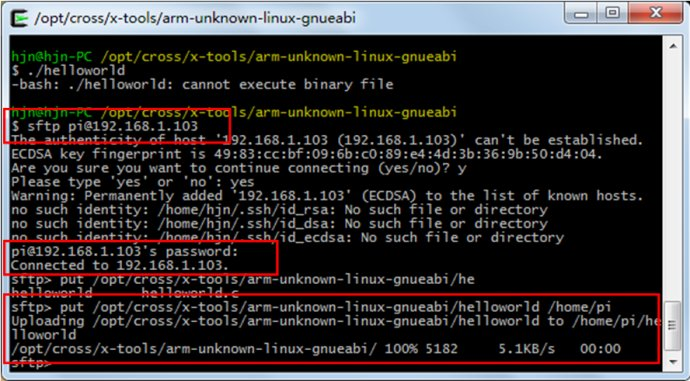 /opt/cross/x-tools/arm-unknown-linux-gnueabi
hjn@hjn-PC /opt/cross/x-tools/arm-unknown-linux-gnueabi
$ ./helloworld
-bash: ./helloworld: cannot execute binary file
hjn@hjn-PC /opt/cross/x-tools/arm-unknown-linux-gnueabi
$ sftp pi@192.168.1.103
The authenticity of host '192.168.1.103 (192.168.1.103)' can't be established.
ECDSA key fingerprint is 49:83:cc:bf:09:6b:c0:89:e4:4d:3b:36:9b:50:d4:04.
Are you sure you want to continue connecting (yes/no)? y
Please type 'yes' or 'no': yes
Warning: Permanently added '192.168.1.103' (ECDSA) to the list of known hosts.
no such identity: /home/hjn/.ssh/id_rsa: No such file or directory
no such identity: /home/hjn/.ssh/id_dsa: No such file or directory
no such identity: /home/hjn/.ssh/id_ecdsa: No such file or directory
pi@192.168.1.103's password:
Connected to 192.168.1.103.
sftp> put /opt/cross/x-tools/arm-unknown-linux-gnueabi/he
helloworld helloworld.c
sftp> put /opt/cross/x-tools/arm-unknown-linux-gnueabi/helloworld /home/pi
Uploading /opt/cross/x-tools/arm-unknown-linux-gnueabi/helloworld to /home/pi/he
lloworld
/opt/cross/x-tools/arm-unknown-linux-gnueabi/ 100% 5182 5.1KB/s 00:00
sftp>